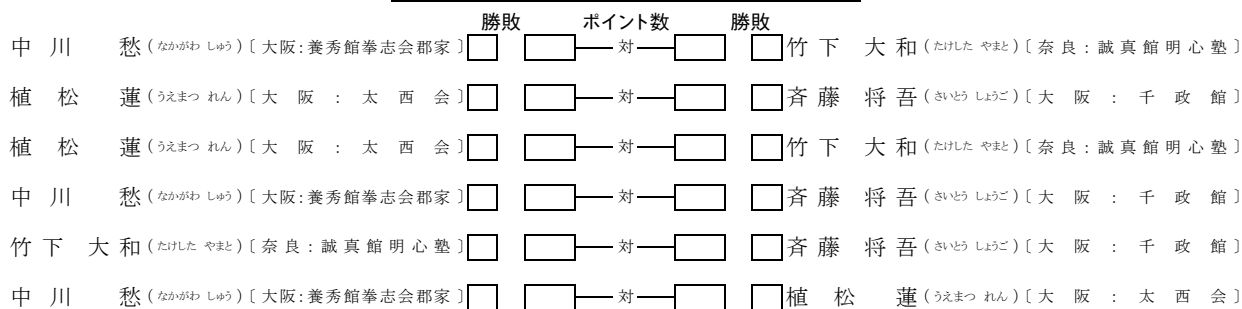 勝敗 ポイント数 勝敗
中川 愁(なかがわ しゅう)〔大阪:養秀館拳志会郡家〕 対 竹下 大和(たけした やまと)〔奈良:誠真館明心塾〕
植松 蓮(うえまつ れん)〔大阪:太西会〕 対 斉藤 将吾(さいとう しょうご)〔大阪:千政館〕
植松 蓮(うえまつ れん)〔大阪:太西会〕 対 竹下 大和(たけした やまと)〔奈良:誠真館明心塾〕
中川 愁(なかがわ しゅう)〔大阪:養秀館拳志会郡家〕 対 斉藤 将吾(さいとう しょうご)〔大阪:千政館〕
竹下 大和(たけした やまと)〔奈良:誠真館明心塾〕 対 斉藤 将吾(さいとう しょうご)〔大阪:千政館〕
中川 愁(なかがわ しゅう)〔大阪:養秀館拳志会郡家〕 対 植松 蓮(うえまつ れん)〔大阪:太西会〕